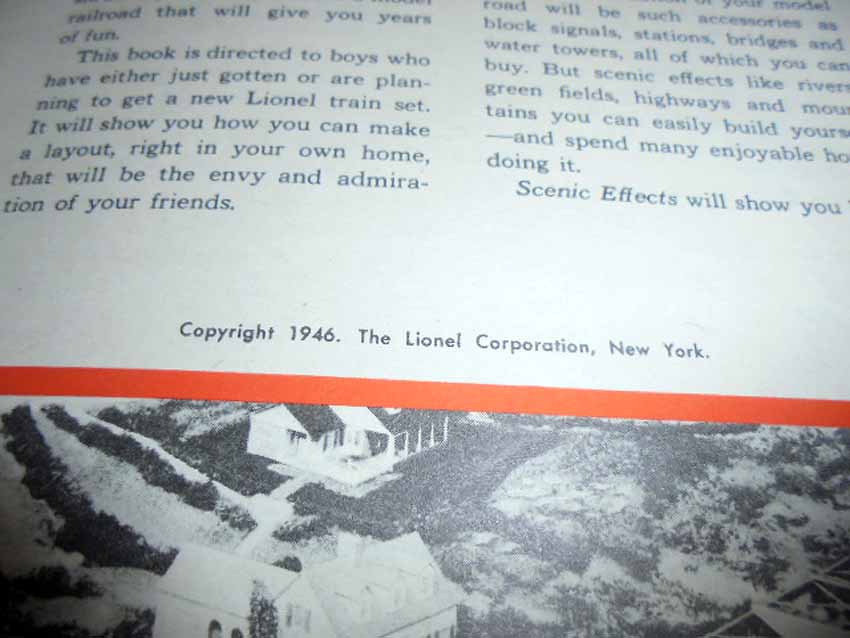 railroad that will give you years
of fun.
This book is directed to boys who
have either just gotten or are plan-
ning to get a new Lionel train set.
It will show you how you can make
a layout, right in your own home,
that will be the envy and admira-
tion of your friends.
of your model
road will be such accessories as
block signals, stations, bridges and
water towers, all of which you can
buy. But scenic effects like rivers
green fields, highways and moun
tains you can easily build yourse
—and spend many enjoyable ho
doing it.
Scenic Effects will show you
Copyright 1946. The Lionel Corporation, New York.